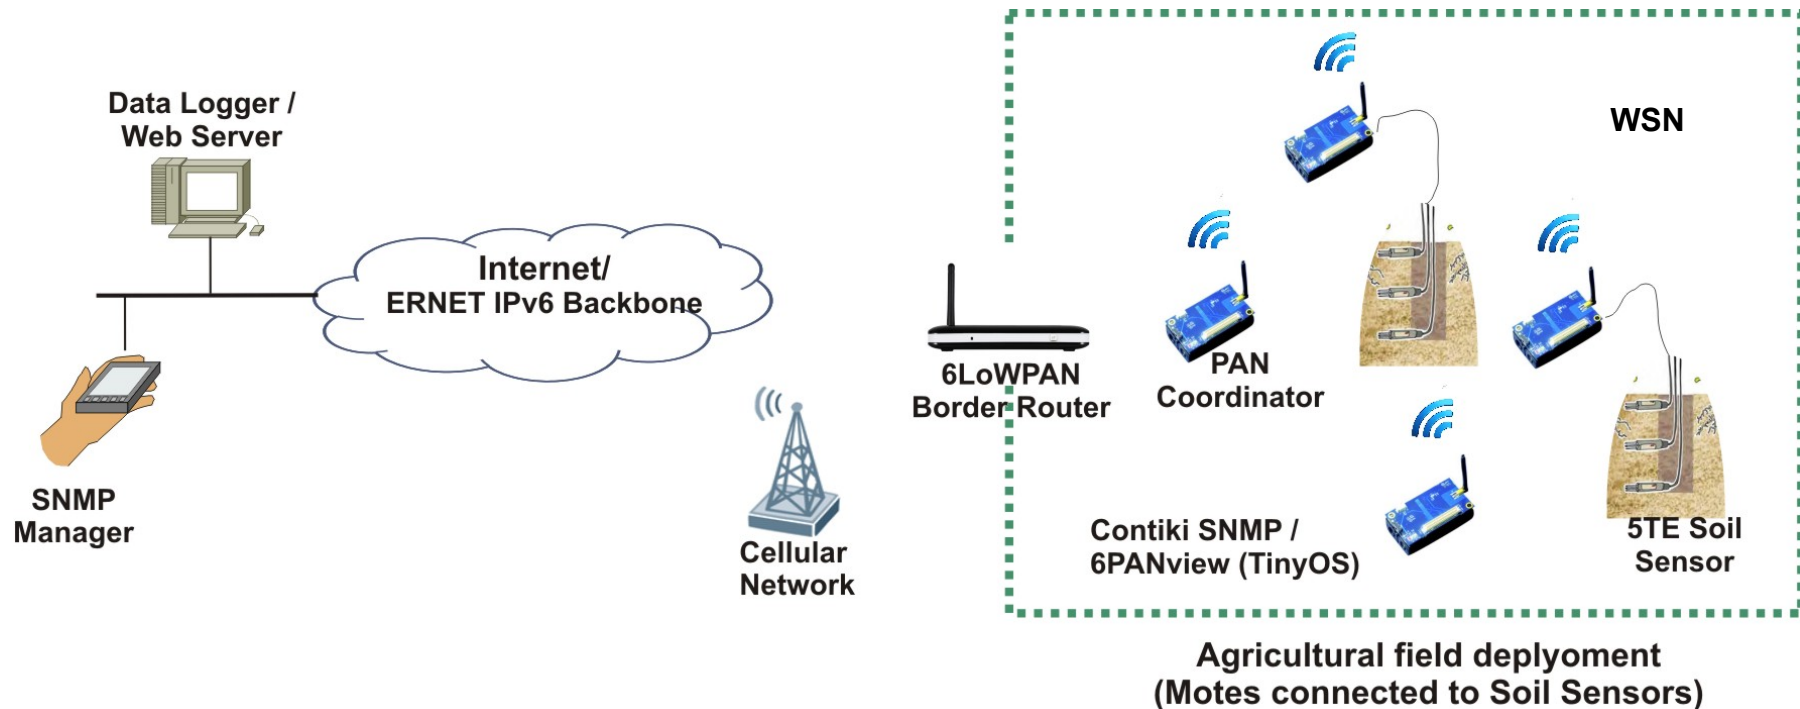 Data Logger /
Web Server
Internet/
ERNET IPv6 Backbone
SNMP
Manager
Cellular
Network
6LoWPAN
Border Router
WSN
PAN
Coordinator
Contiki SNMP /
6PANview (TinyOS)
5TE Soil
Sensor
Agricultural field deplyoment
(Motes connected to Soil Sensors)